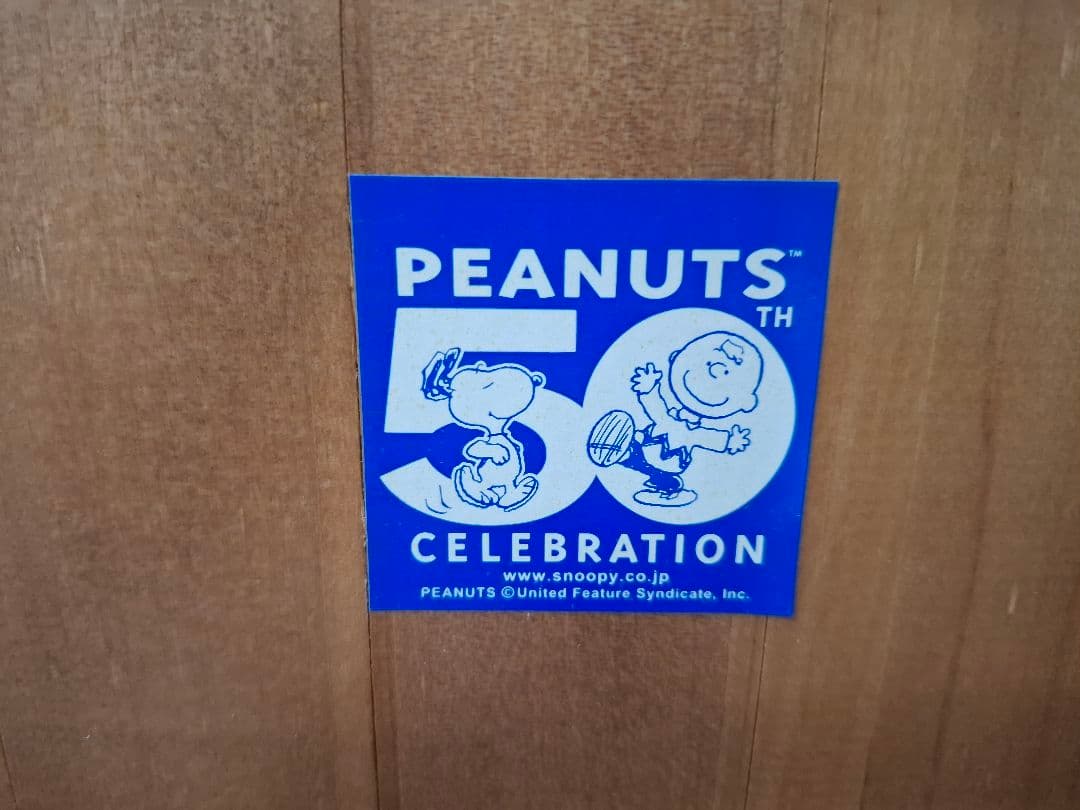 PEANUTS™
50TH
CELEBRATION
www.snoopy.co.jp
PEANUTS ©United Feature Syndicate, Inc.